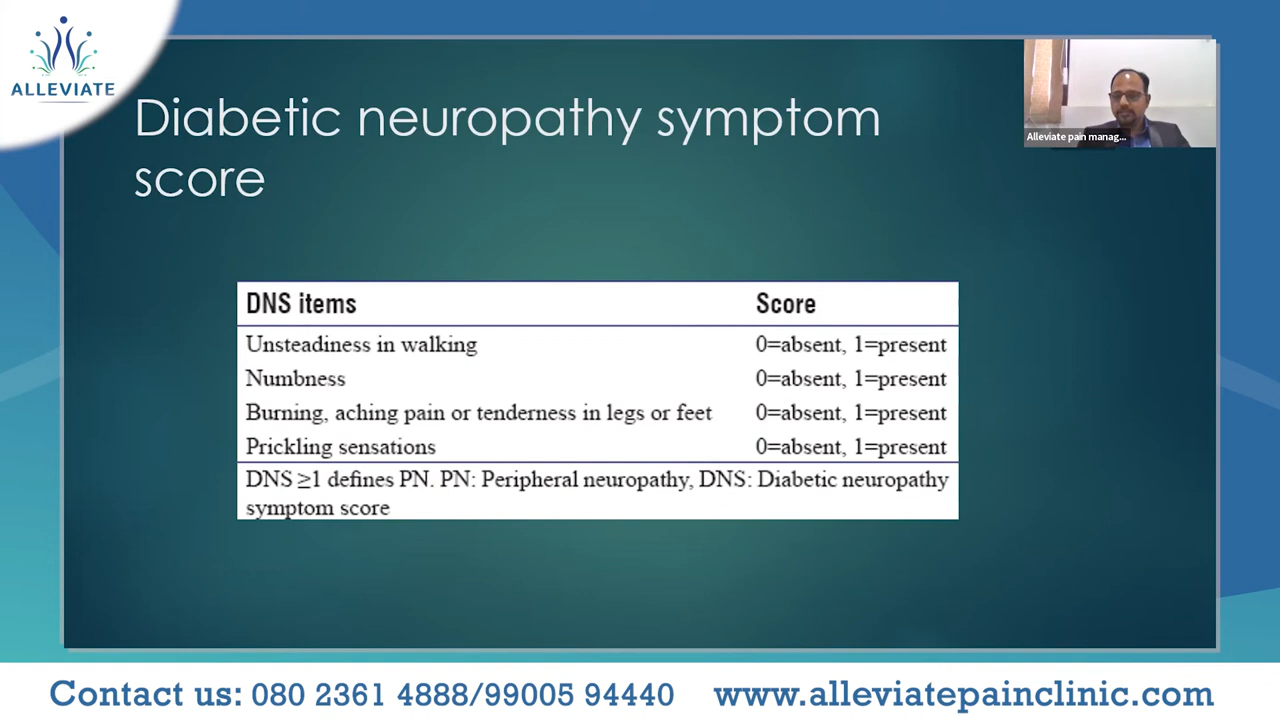 ALLEVIATE
Diabetic neuropathy symptom
score
Alleviate pain manag...
DNS items Score
Unsteadiness in walking 0=absent, 1=present
Numbness 0=absent, 1=present
Burning, aching pain or tenderness in legs or feet 0=absent, 1=present
Prickling sensations 0=absent, 1=present
DNS ≥1 defines PN. PN: Peripheral neuropathy, DNS: Diabetic neuropathy
symptom score
Contact us: 080 2361 4888/99005 94440 www.alleviatepainclinic.com